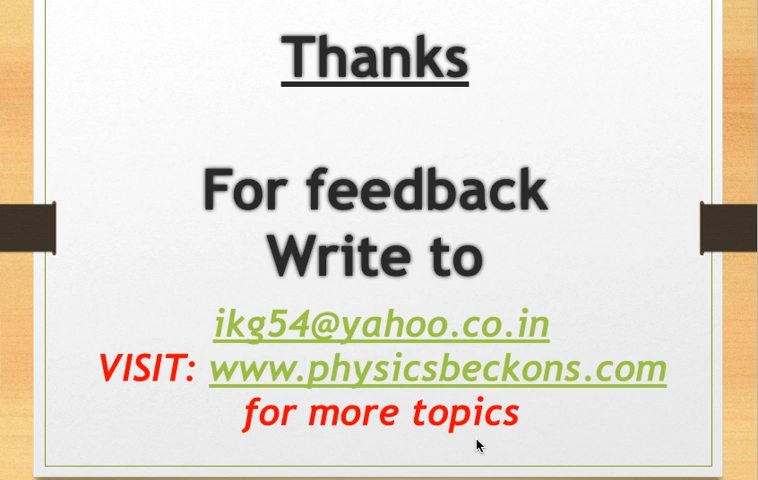 Thanks
For feedback
Write to
ikg54@yahoo.co.in
VISIT: www.physicsbeckons.com
for more topics